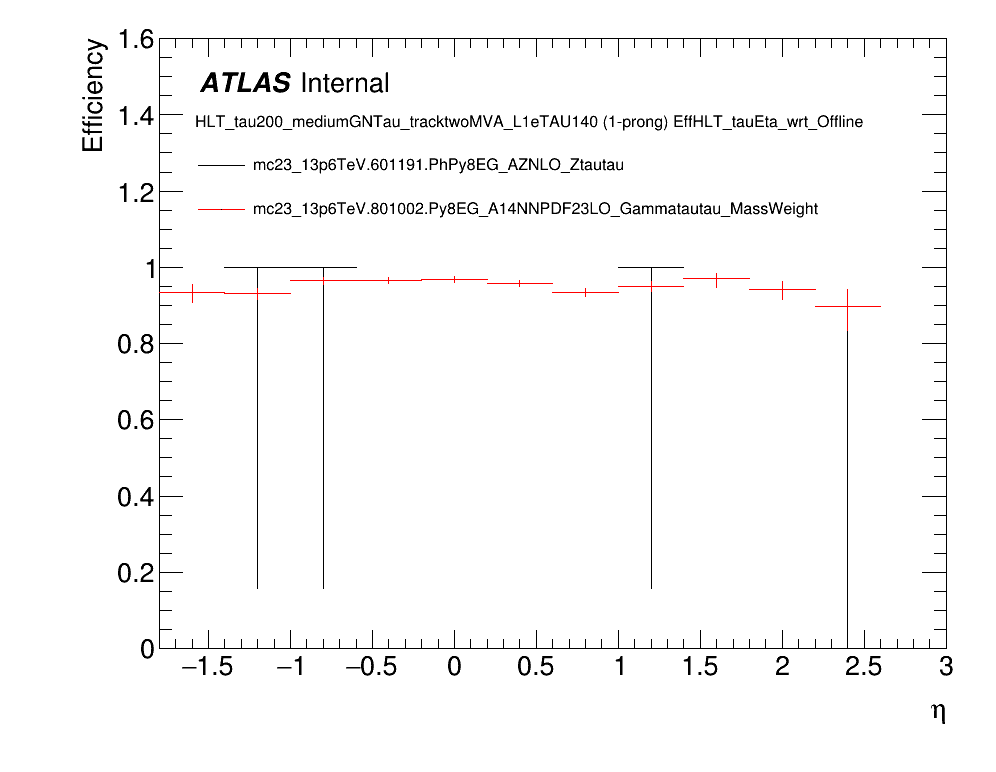 1.6
Efficiency
ATLAS Internal
1.4
HLT_tau200_mediumGNTau_tracktwoMVA_L1eTAU140 (1-prong) EffHLT_tauEta_wrt_Offline
mc23_13p6TeV.601191.PhPy8EG_AZNLO_Ztautau
1.2
mc23_13p6TeV.801002.Py8EG_A14NNPDF23LO_Gammatautau_MassWeight
1
0.8
0.6
0.4
0.2
0
−1.5 −1 −0.5 0 0.5 1 1.5 2 2.5 3
η